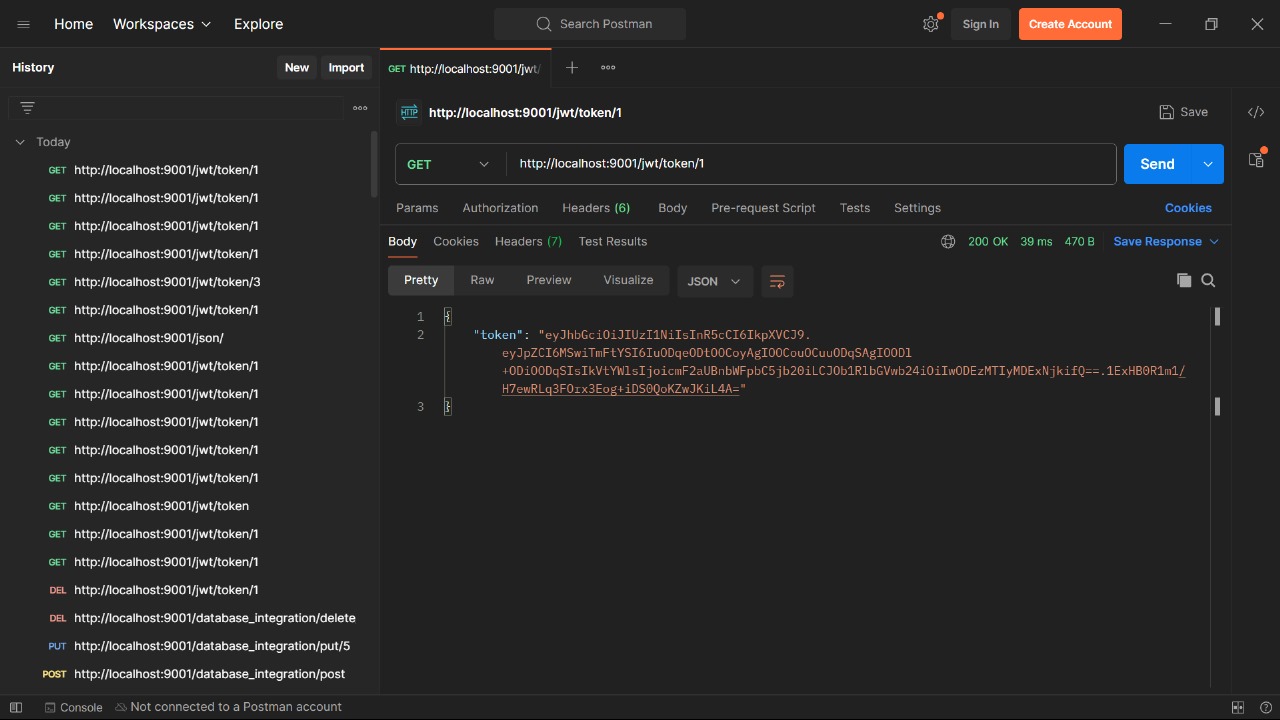 Home
Workspaces
Explore
Search Postman
Sign In
Create Account
History
New
Import
GET http://localhost:9001/jwt/
http://localhost:9001/jwt/token/1
Save
Today
GET http://localhost:9001/jwt/token/1
GET http://localhost:9001/jwt/token/1
GET http://localhost:9001/jwt/token/1
GET http://localhost:9001/jwt/token/1
GET http://localhost:9001/jwt/token/3
GET http://localhost:9001/jwt/token/1
GET http://localhost:9001/json/
GET http://localhost:9001/jwt/token/1
GET http://localhost:9001/jwt/token/1
GET http://localhost:9001/jwt/token/1
GET http://localhost:9001/jwt/token/1
GET http://localhost:9001/jwt/token/1
GET http://localhost:9001/jwt/token
GET http://localhost:9001/jwt/token/1
GET http://localhost:9001/jwt/token/1
DEL http://localhost:9001/jwt/token/1
DEL http://localhost:9001/database_integration/delete
PUT http://localhost:9001/database_integration/put/5
POST http://localhost:9001/database_integration/post
GET
http://localhost:9001/jwt/token/1
Send
Params Authorization Headers (6) Body Pre-request Script Tests Settings Cookies
Body Cookies Headers (7) Test Results 200 OK 39 ms 470 B Save Response
Pretty Raw Preview Visualize JSON
HTTP
1 {
2 "token": "eyJhbGciOiJIUzI1NiIsInR5cCI6IkpXVCJ9.
eyJpZCI6MSwiTmFtYSI6IuODqeODtOOCoyAgIOOCouOCuuODqSAgIOODl
+ODiOODqSIsIkVtYWlsIjoicmF2aUBnbWFpbC5jb20iLCJOb1RlbGVwb24iOiIwODEzMTIyMDExNjkifQ==.1ExHB0R1m1/
H7ewRLq3FOIx3Eog+iDS0QoKZwJKiL4A="
3 }
Console
Not connected to a Postman account